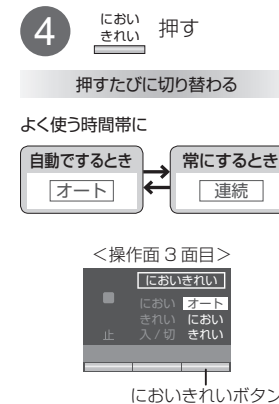 4
におい
きれい 押す
押すたびに切り替わる
よく使う時間帯に
自動でするとき
オート
常にするとき
連続
＜操作面 3 面目＞
においきれい
におい オート
きれい におい
止 入 / 切 きれい
においきれいボタン